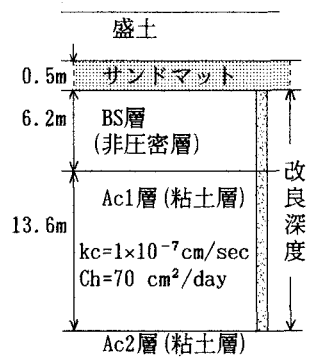 盛土
0.5m
サンドマット
6.2m
BS層
(非圧密層)
改良深度
Ac1層(粘土層)
13.6m
kc=1×10⁻⁷cm/sec
Ch=70 cm²/day
Ac2層(粘土層)